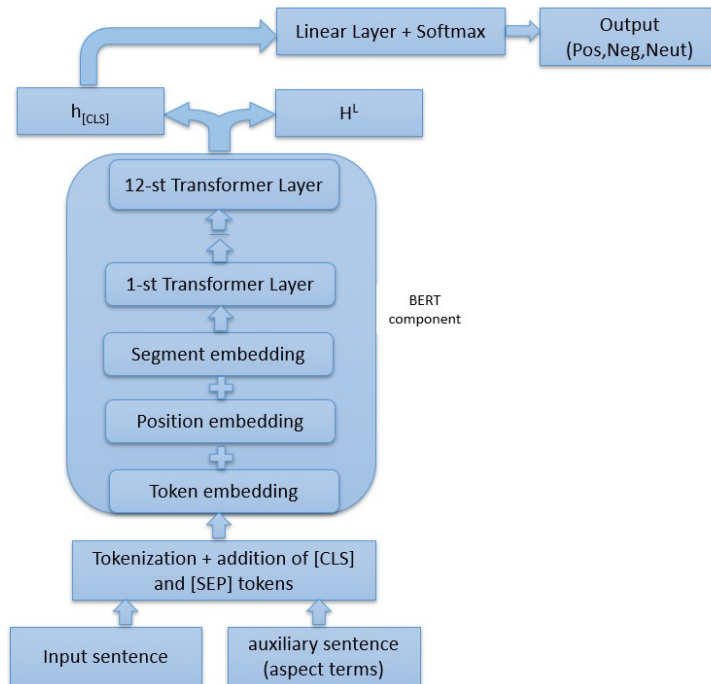 Linear Layer + Softmax
Output
(Pos,Neg,Neut)
h[CLS]
H^L
12-st Transformer Layer
1-st Transformer Layer
BERT
component
Segment embedding
Position embedding
Token embedding
Tokenization + addition of [CLS]
and [SEP] tokens
Input sentence
auxiliary sentence
(aspect terms)